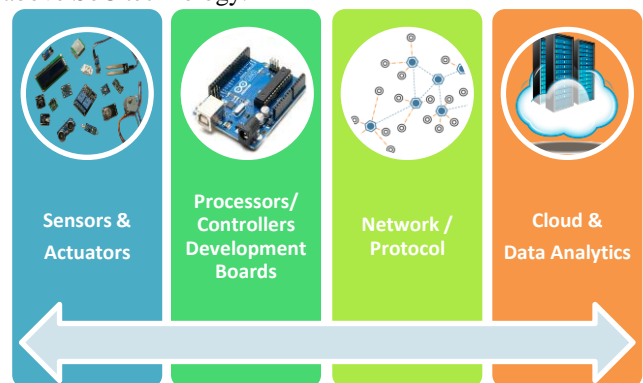 Sensors &
Actuators
Processors/
Controllers
Development
Boards
Network /
Protocol
Cloud &
Data Analytics